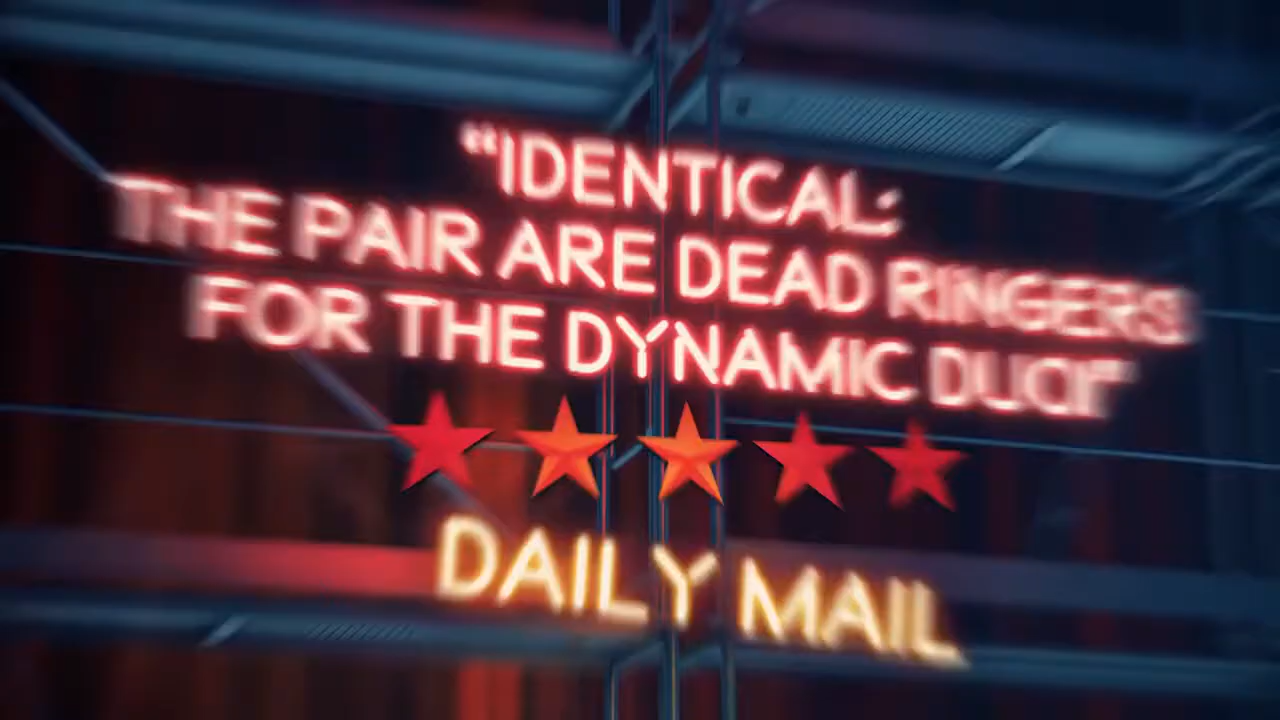 "IDENTICAL:
THE PAIR ARE DEAD RINGERS
FOR THE DYNAMIC DUO!"
DAILY MAIL